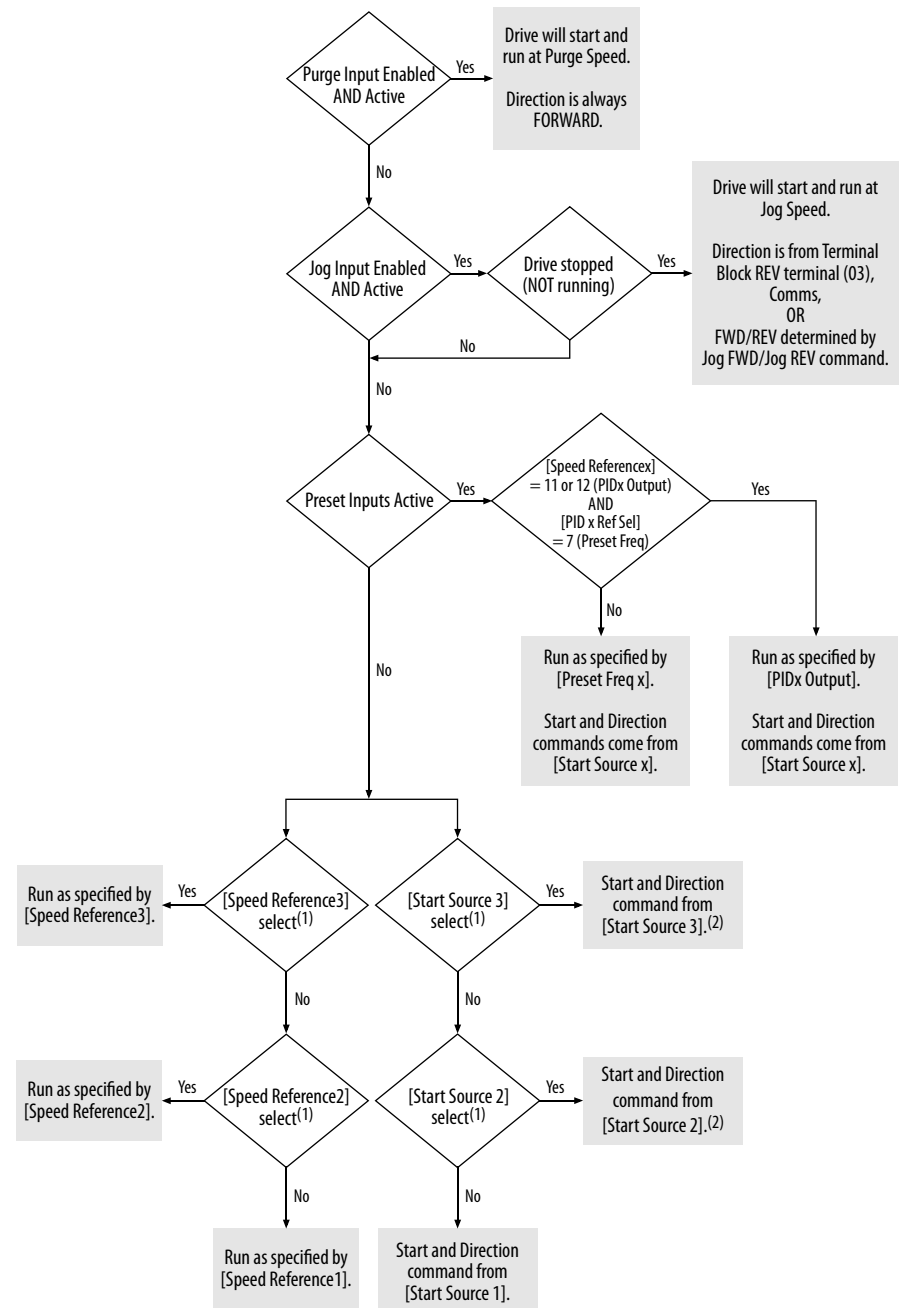 Purge Input Enabled
AND Active
Yes
Drive will start and
run at Purge Speed.
Direction is always
FORWARD.
No
Jog Input Enabled
AND Active
Yes
Drive stopped
(NOT running)
Yes
Drive will start and run at
Jog Speed.
Direction is from Terminal
Block REV terminal (03),
Comms,
OR
FWD/REV determined by
Jog FWD/Jog REV command.
No
No
Preset Inputs Active
Yes
[Speed Referencex]
= 11 or 12 (PIDx Output)
AND
[PID x Ref Sel]
= 7 (Preset Freq)
Yes
No
Run as specified by
[Preset Freq x].
Start and Direction
commands come from
[Start Source x].
Run as specified by
[PIDx Output].
Start and Direction
commands come from
[Start Source x].
No
Run as specified by
[Speed Reference3].
Yes
[Speed Reference3]
select(1)
[Start Source 3]
select(1)
Yes
Start and Direction
command from
[Start Source 3].(2)
No
No
Run as specified by
[Speed Reference2].
Yes
[Speed Reference2]
select(1)
[Start Source 2]
select(1)
Yes
Start and Direction
command from
[Start Source 2].(2)
No
No
Run as specified by
[Speed Reference1].
Start and Direction
command from
[Start Source 1].